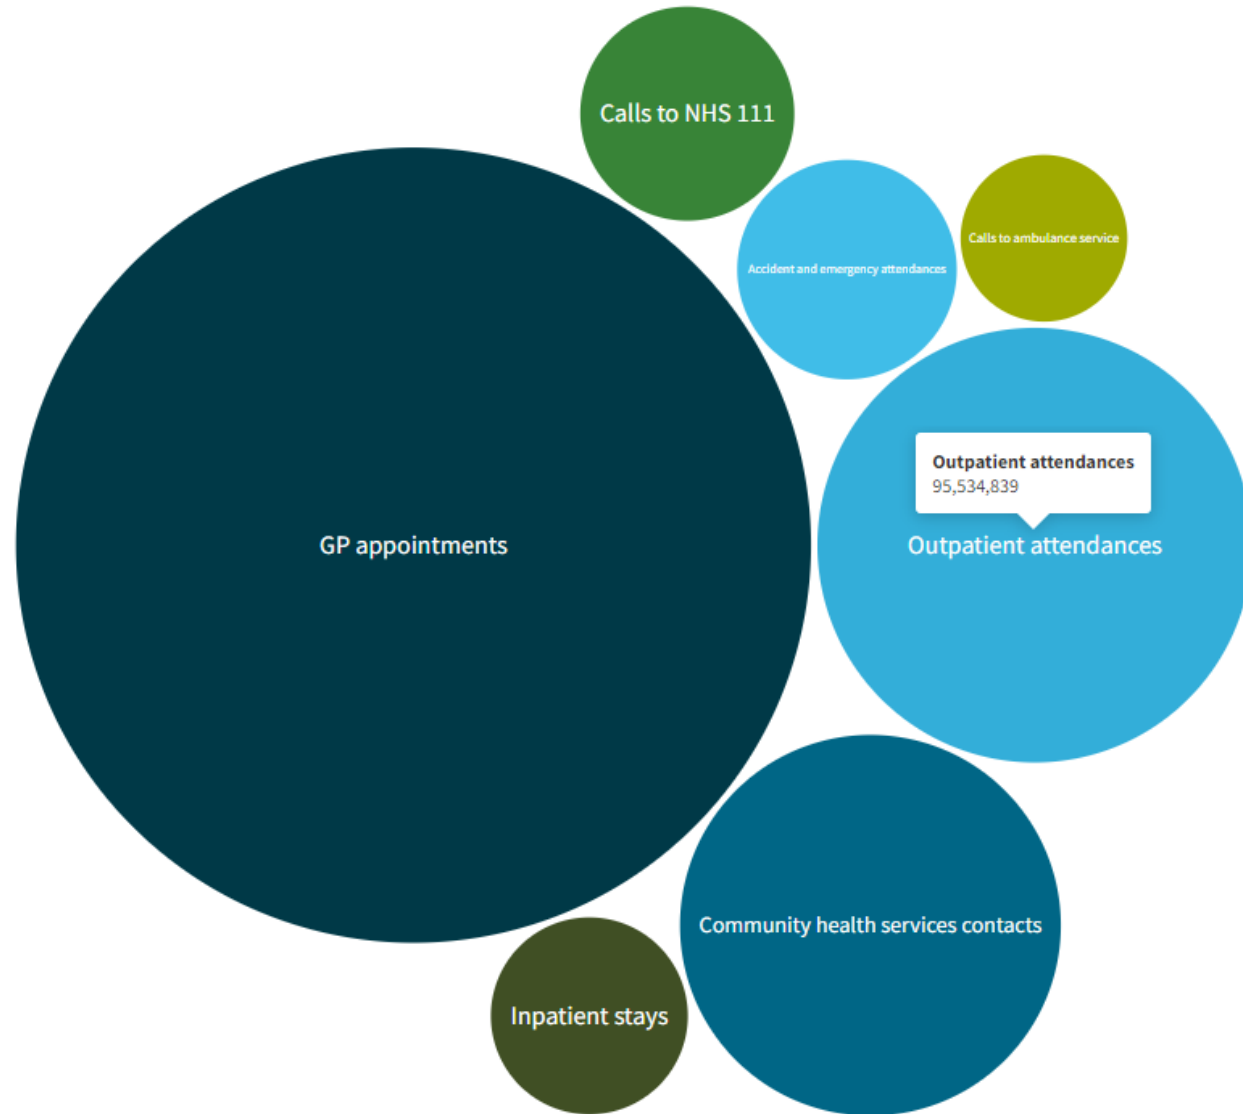 Calls to NHS 111
Calls to ambulance service
Accident and emergency attendances
Outpatient attendances
95,534,839
GP appointments
Outpatient attendances
Community health services contacts
Inpatient stays